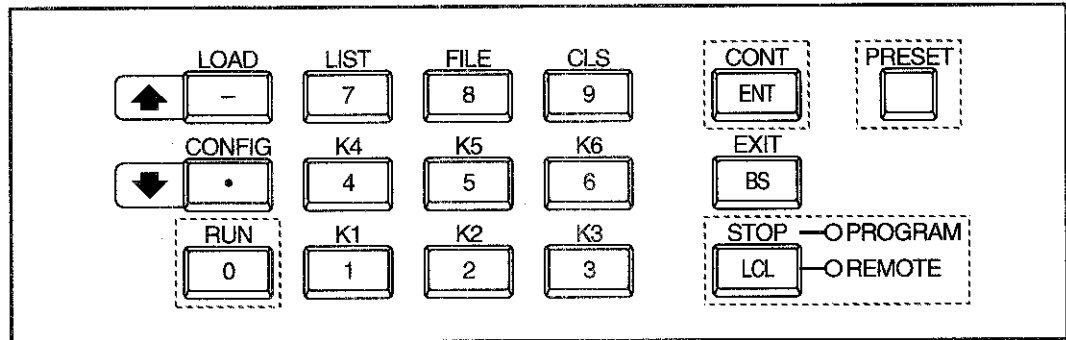 LOAD LIST FILE CLS CONT PRESET
– 7 8 9 ENT
CONFIG K4 K5 K6 EXIT
• 4 5 6 BS
RUN K1 K2 K3 STOP PROGRAM
0 1 2 3 LCL REMOTE